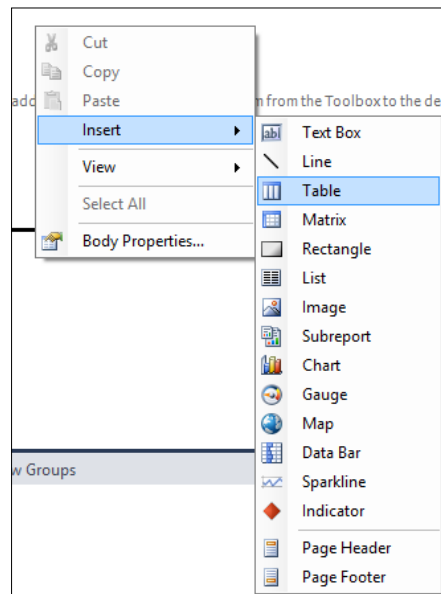 Cut
Copy
add
Paste
from the Toolbox to the de
Insert
View
Select All
Body Properties...
Text Box
Line
Table
Matrix
Rectangle
List
Image
Subreport
Chart
Gauge
Map
Data Bar
Sparkline
Indicator
Page Header
Page Footer
w Groups